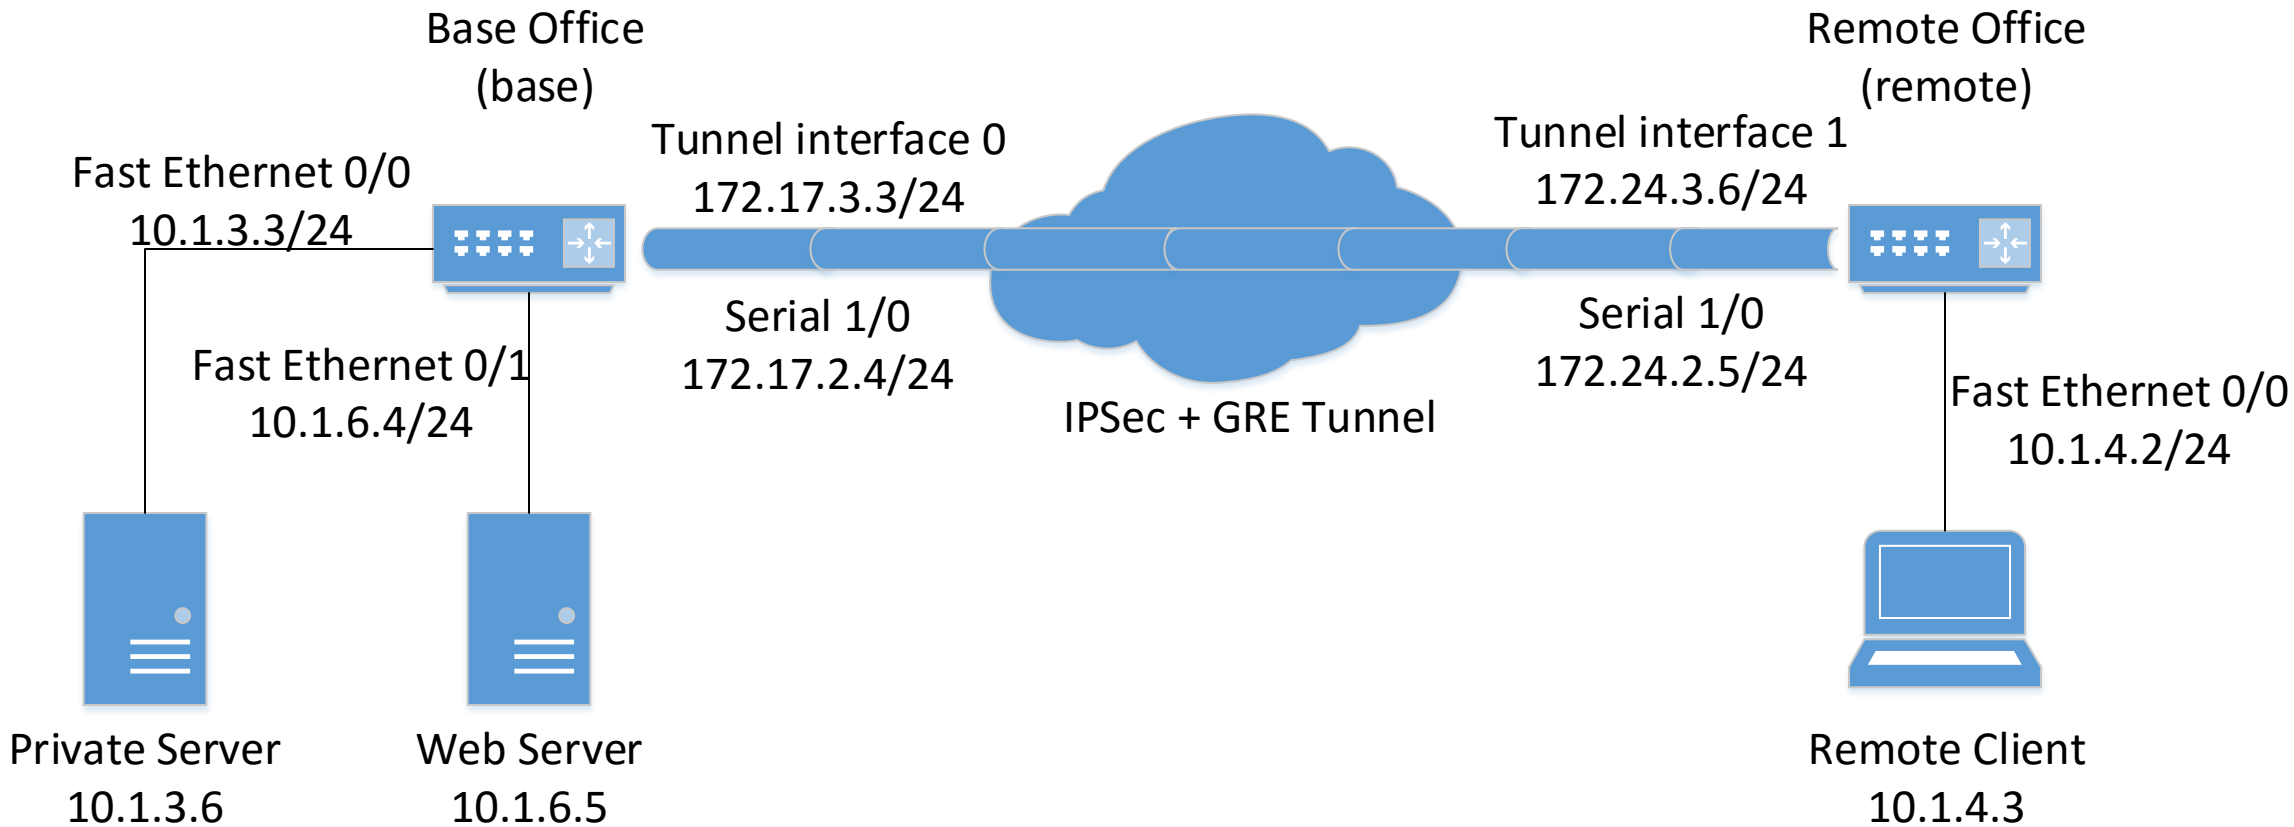 Base Office
(base)
Remote Office
(remote)
Fast Ethernet 0/0
10.1.3.3/24
Tunnel interface 0
172.17.3.3/24
Tunnel interface 1
172.24.3.6/24
Serial 1/0
172.17.2.4/24
Serial 1/0
172.24.2.5/24
Fast Ethernet 0/1
10.1.6.4/24
IPSec + GRE Tunnel
Fast Ethernet 0/0
10.1.4.2/24
Private Server
10.1.3.6
Web Server
10.1.6.5
Remote Client
10.1.4.3